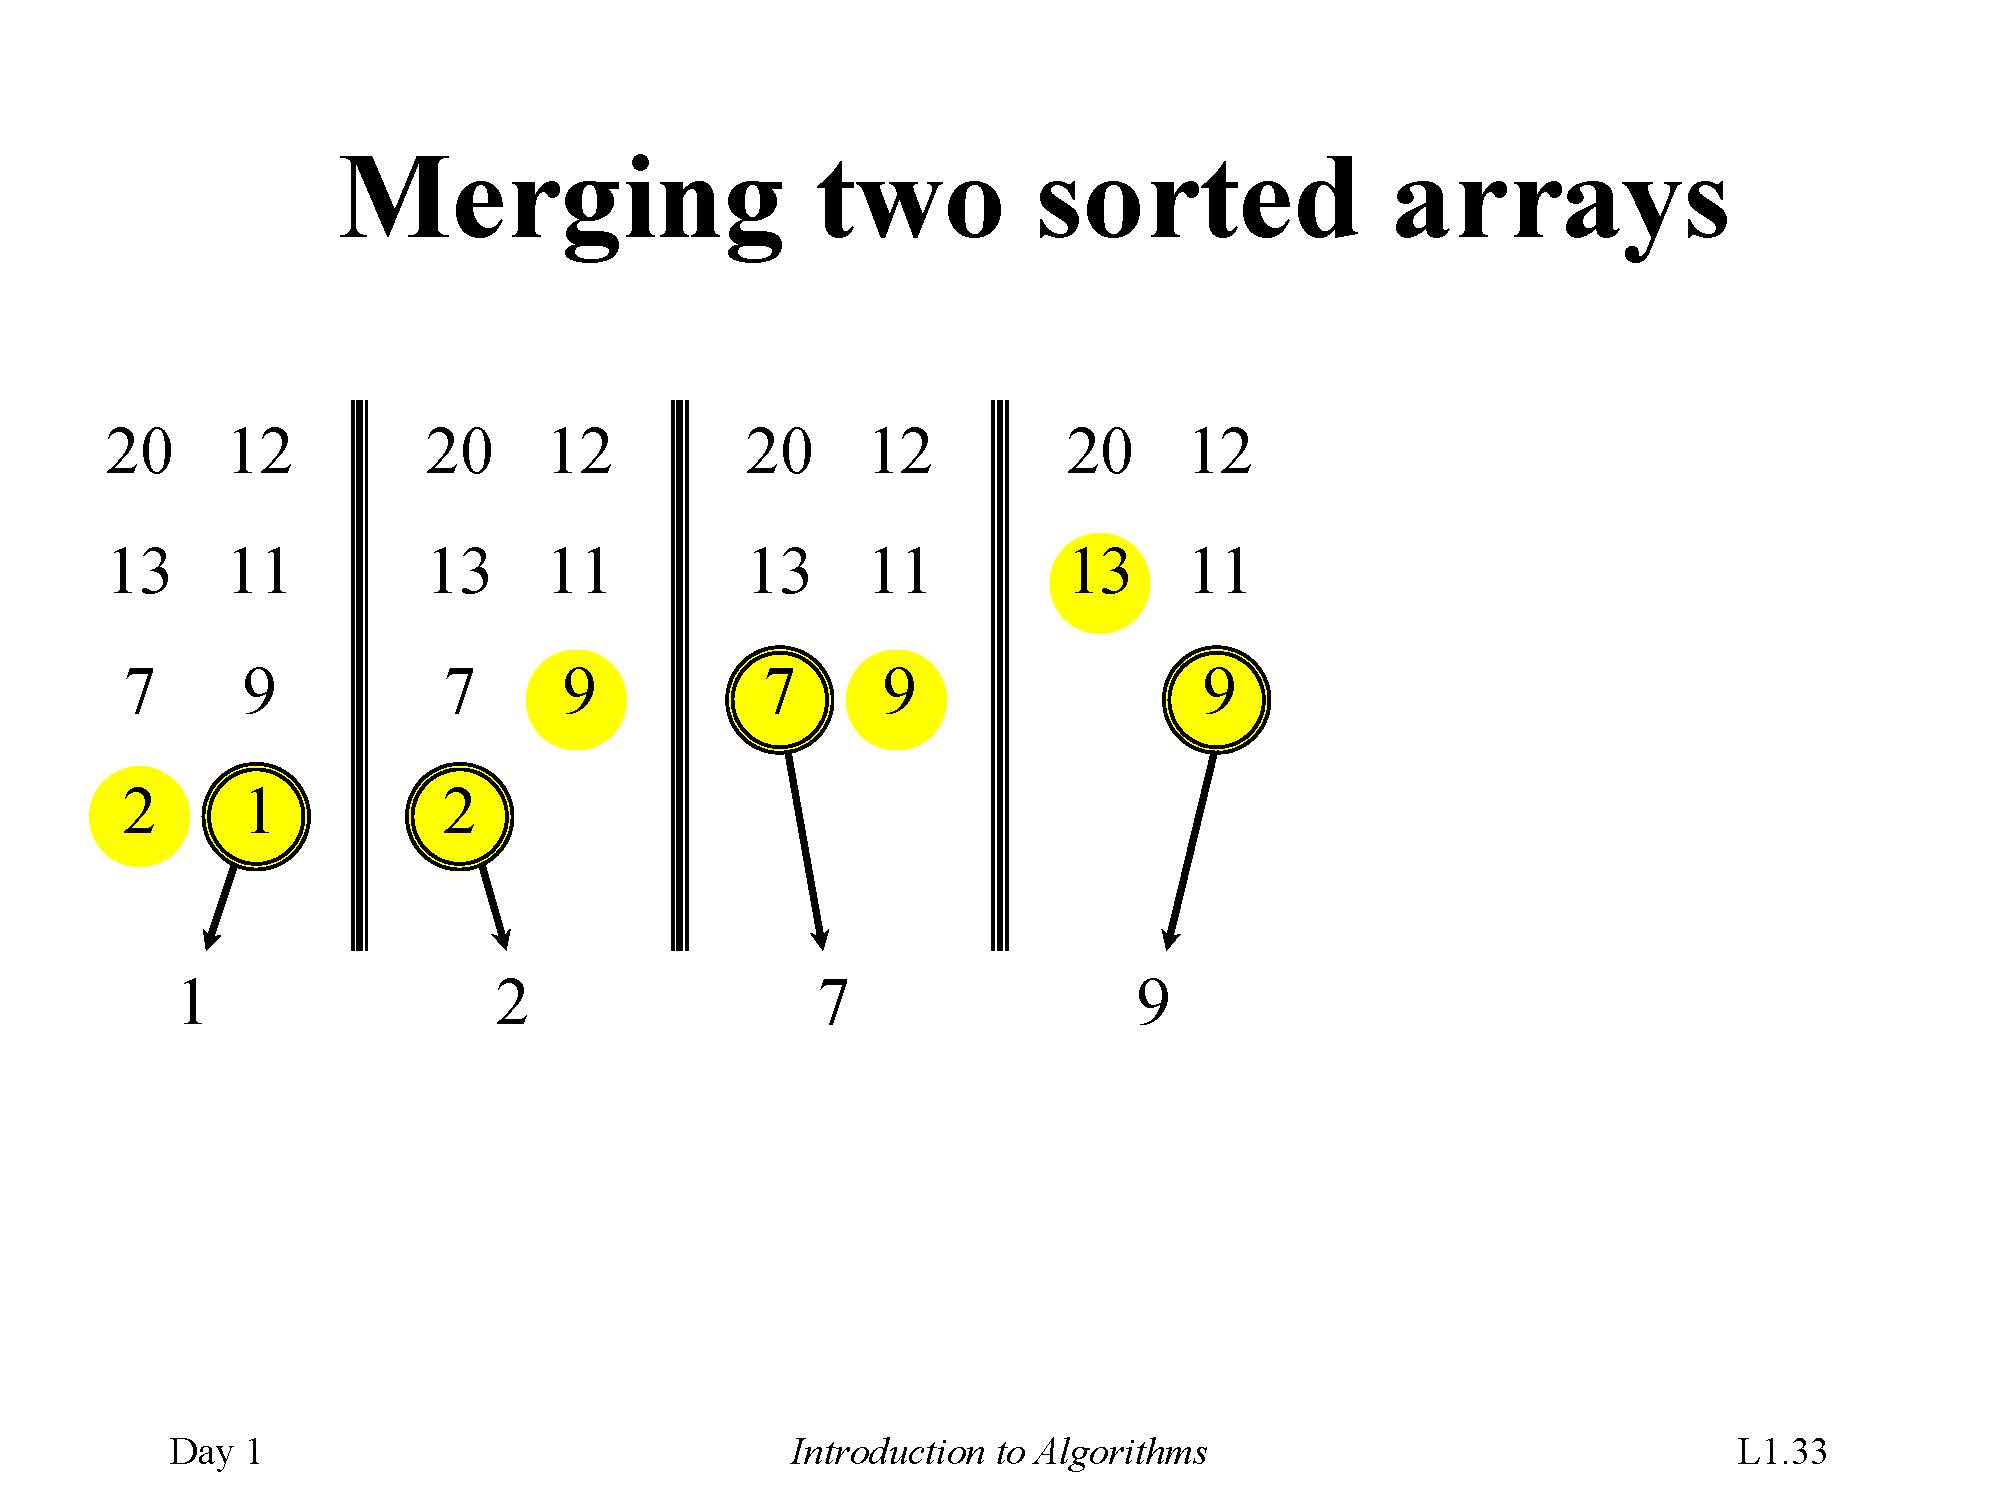 Merging two sorted arrays
20 12 20 12 20 12 20 12
13 11 13 11 13 11 13 11
7 9 7 9 7 9 9
2 1 2
1 2 7 9
Day 1 Introduction to Algorithms L1.33